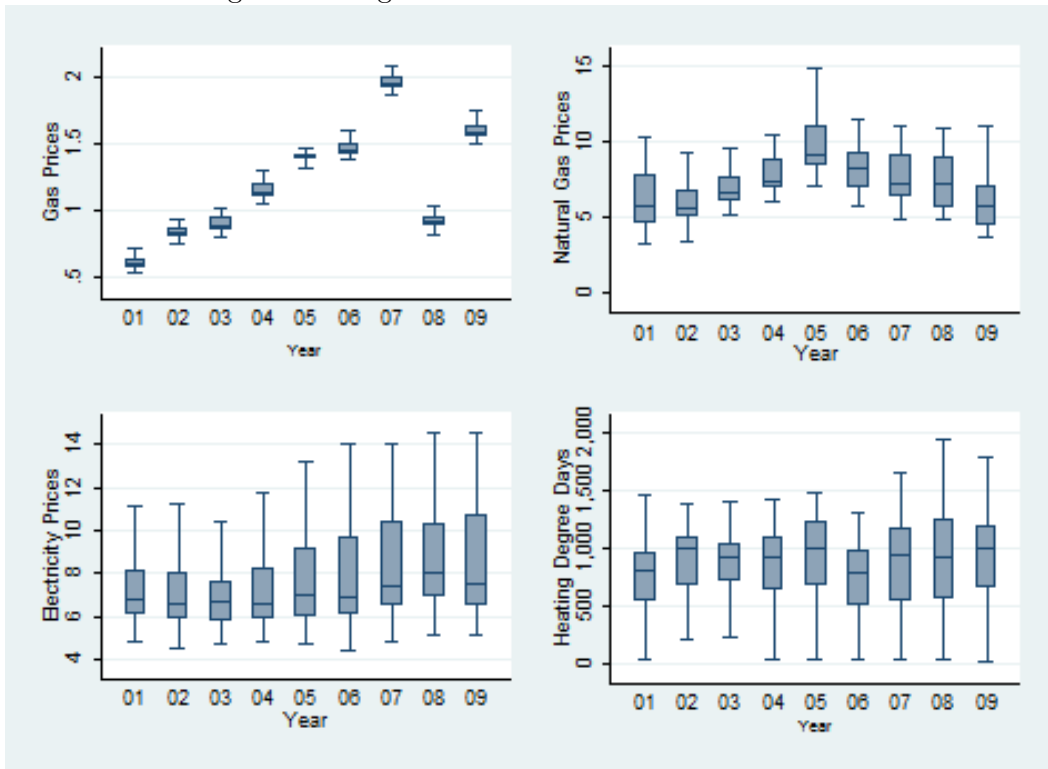 Gas Prices
2
1.5
1
.5
01 02 03 04 05 06 07 08 09
Year
Natural Gas Prices
15
10
5
0
01 02 03 04 05 06 07 08 09
Year
Electricity Prices
14
12
10
8
6
4
01 02 03 04 05 06 07 08 09
Year
Heating Degree Days
2,000
1,500
1,000
500
0
01 02 03 04 05 06 07 08 09
Year